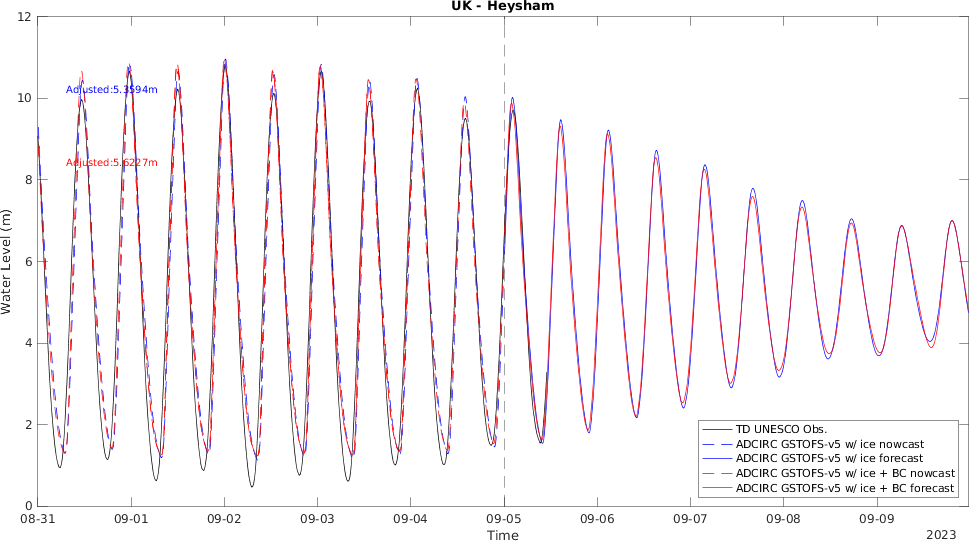 UK - Heysham
12
10
8
6
4
2
0
Water Level (m)
Adjusted:5.3594m
Adjusted:5.6227m
TD UNESCO Obs.
ADCIRC GSTOFS-v5 w/ ice nowcast
ADCIRC GSTOFS-v5 w/ ice forecast
ADCIRC GSTOFS-v5 w/ ice + BC nowcast
ADCIRC GSTOFS-v5 w/ ice + BC forecast
08-31 09-01 09-02 09-03 09-04 09-05 09-06 09-07 09-08 09-09
Time
2023